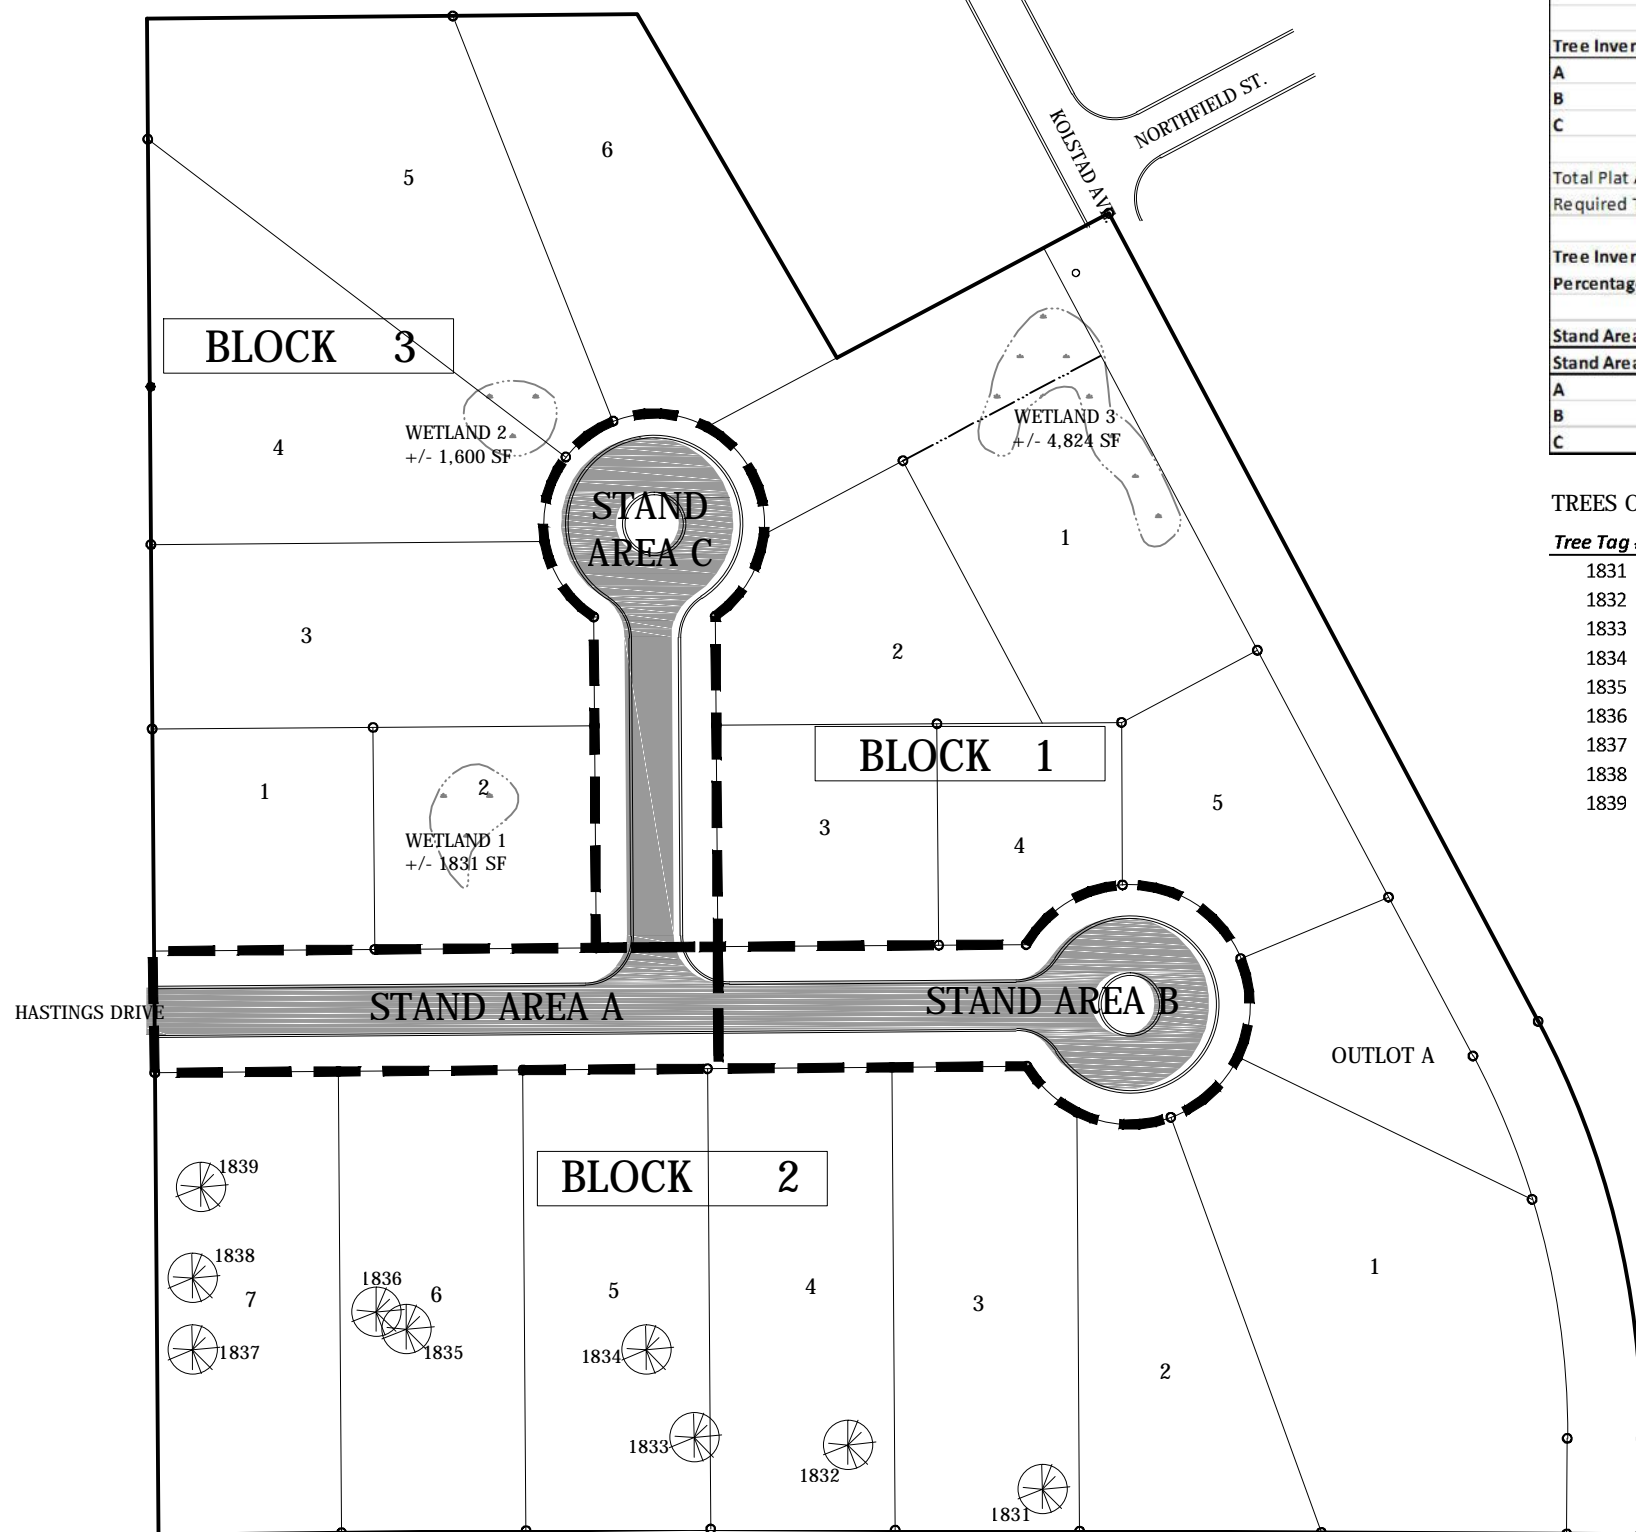 KOLSTAD AVE.
NORTHFIELD ST.
6
5
BLOCK 3
4
WETLAND 2
+/- 1,600 SF
WETLAND 3
+/- 4,824 SF
STAND
AREA C
1
3
2
BLOCK 1
1
2
WETLAND 1
+/- 1831 SF
3
4
5
HASTINGS DRIVE
STAND AREA A
STAND AREA B
OUTLOT A
BLOCK 2
1839
1838
7
1837
1836
6
1835
5
1834
1833
4
1832
3
1831
2
1
Tree Inver
A
B
C
Total Plat
Required
Tree Inver
Percentag
Stand Area
Stand Area
A
B
C
TREES O
Tree Tag
1831
1832
1833
1834
1835
1836
1837
1838
1839